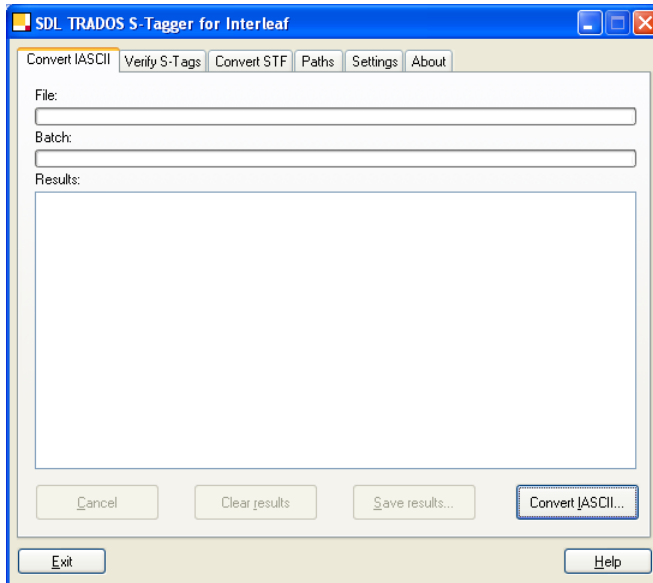 SDL TRADOS S-Tagger for Interleaf
Convert IASCII Verify S-Tags Convert STF Paths Settings About
File:
Batch:
Results:
Cancel Clear results Save results... Convert IASCII...
Exit Help